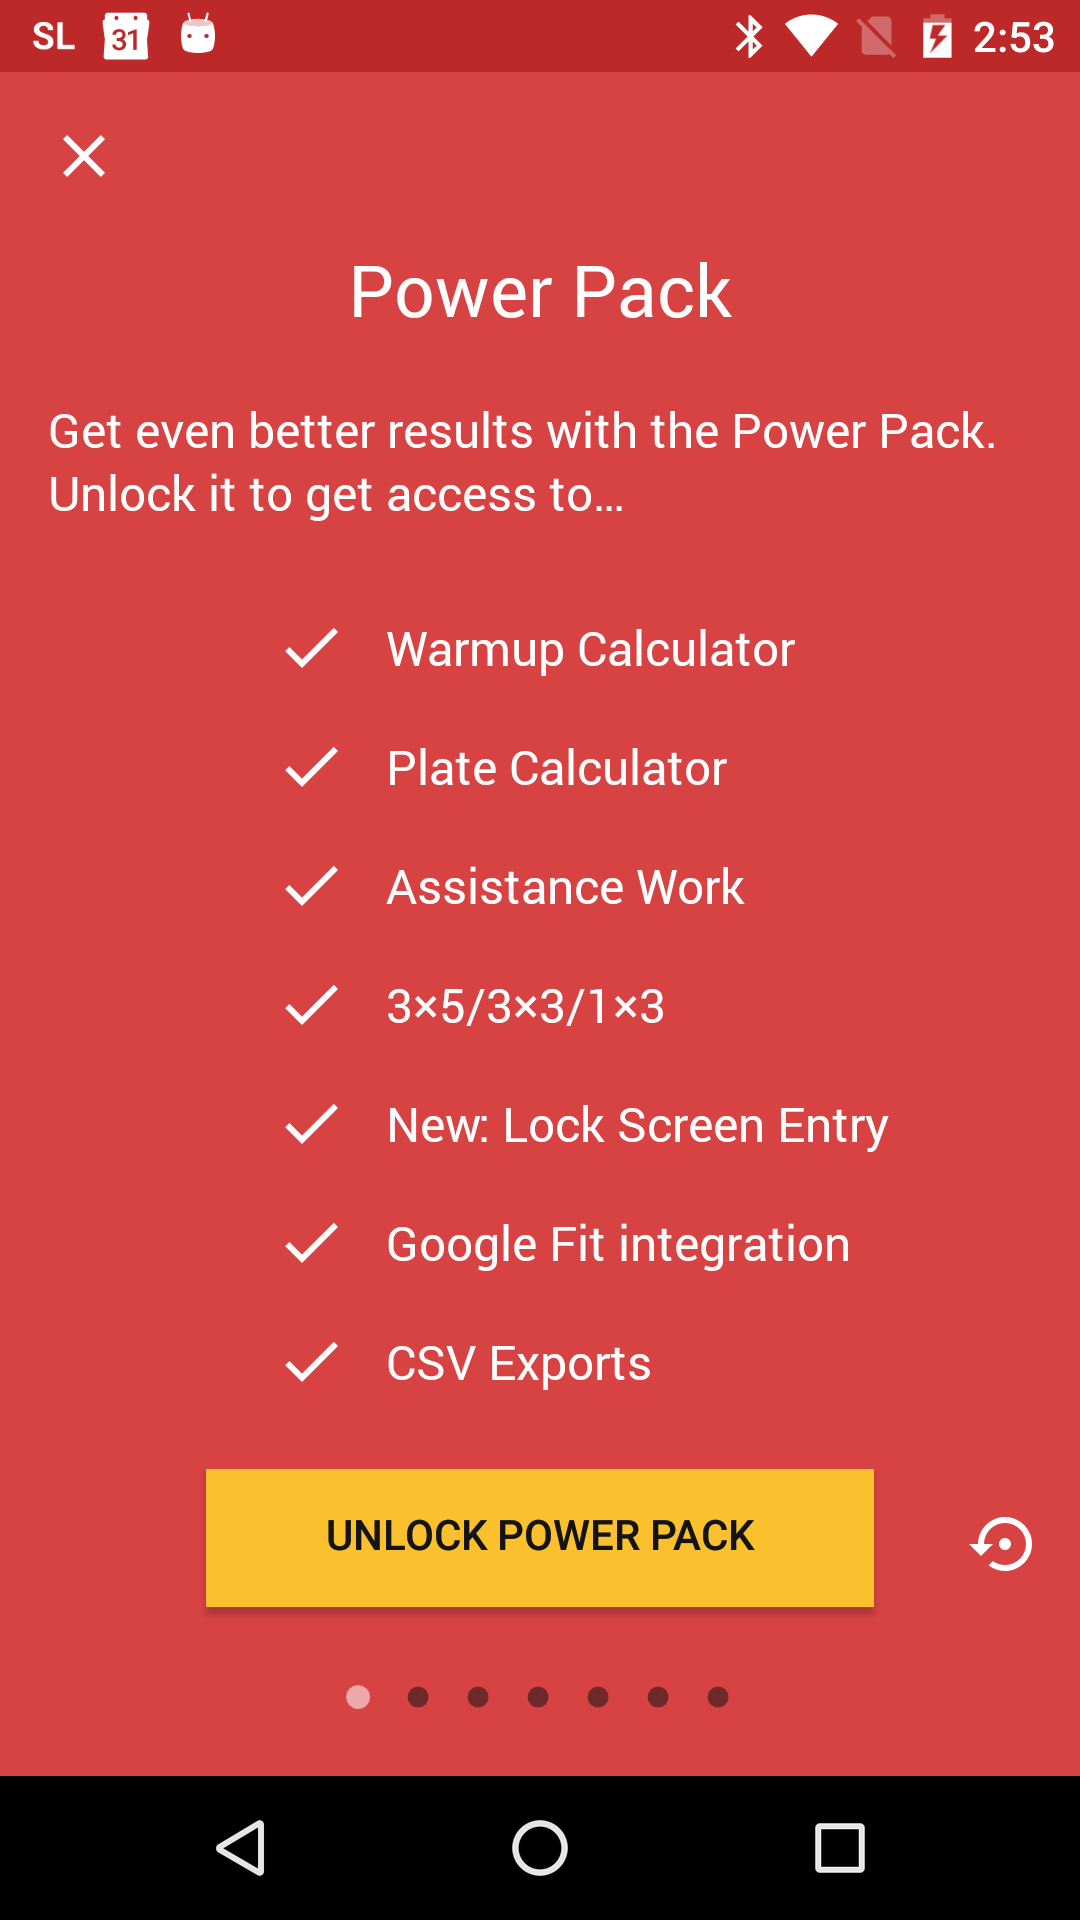 SL 31 2:53
Power Pack
Get even better results with the Power Pack.
Unlock it to get access to...
Warmup Calculator
Plate Calculator
Assistance Work
3×5/3×3/1×3
New: Lock Screen Entry
Google Fit integration
CSV Exports
UNLOCK POWER PACK